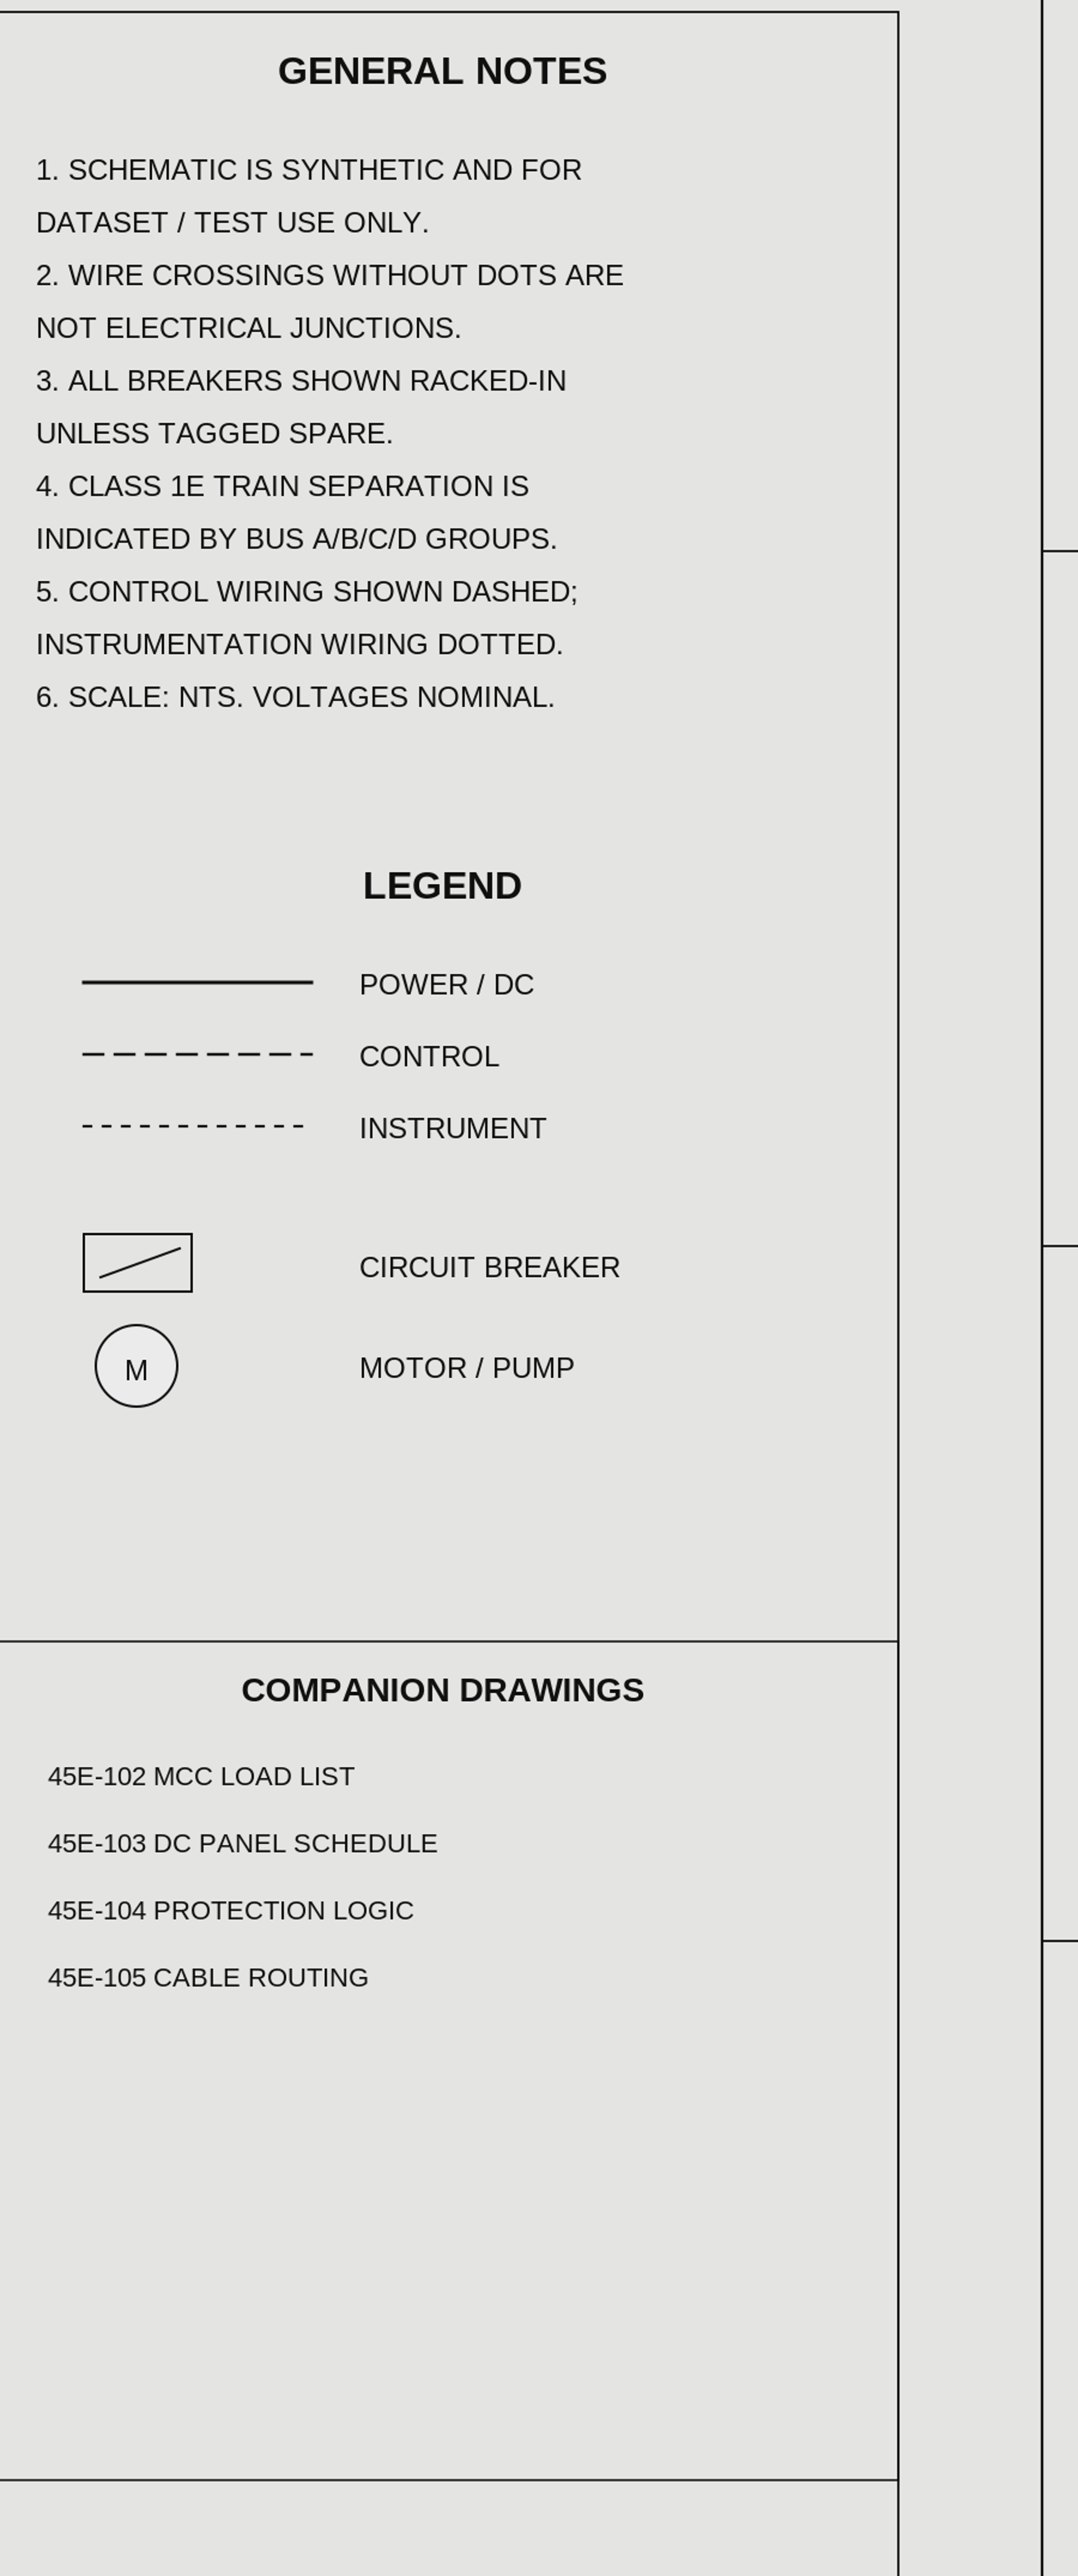 GENERAL NOTES
1. SCHEMATIC IS SYNTHETIC AND FOR
DATASET / TEST USE ONLY.
2. WIRE CROSSINGS WITHOUT DOTS ARE
NOT ELECTRICAL JUNCTIONS.
3. ALL BREAKERS SHOWN RACKED-IN
UNLESS TAGGED SPARE.
4. CLASS 1E TRAIN SEPARATION IS
INDICATED BY BUS A/B/C/D GROUPS.
5. CONTROL WIRING SHOWN DASHED;
INSTRUMENTATION WIRING DOTTED.
6. SCALE: NTS. VOLTAGES NOMINAL.
LEGEND
POWER / DC
CONTROL
INSTRUMENT
CIRCUIT BREAKER
M MOTOR / PUMP
COMPANION DRAWINGS
45E-102 MCC LOAD LIST
45E-103 DC PANEL SCHEDULE
45E-104 PROTECTION LOGIC
45E-105 CABLE ROUTING